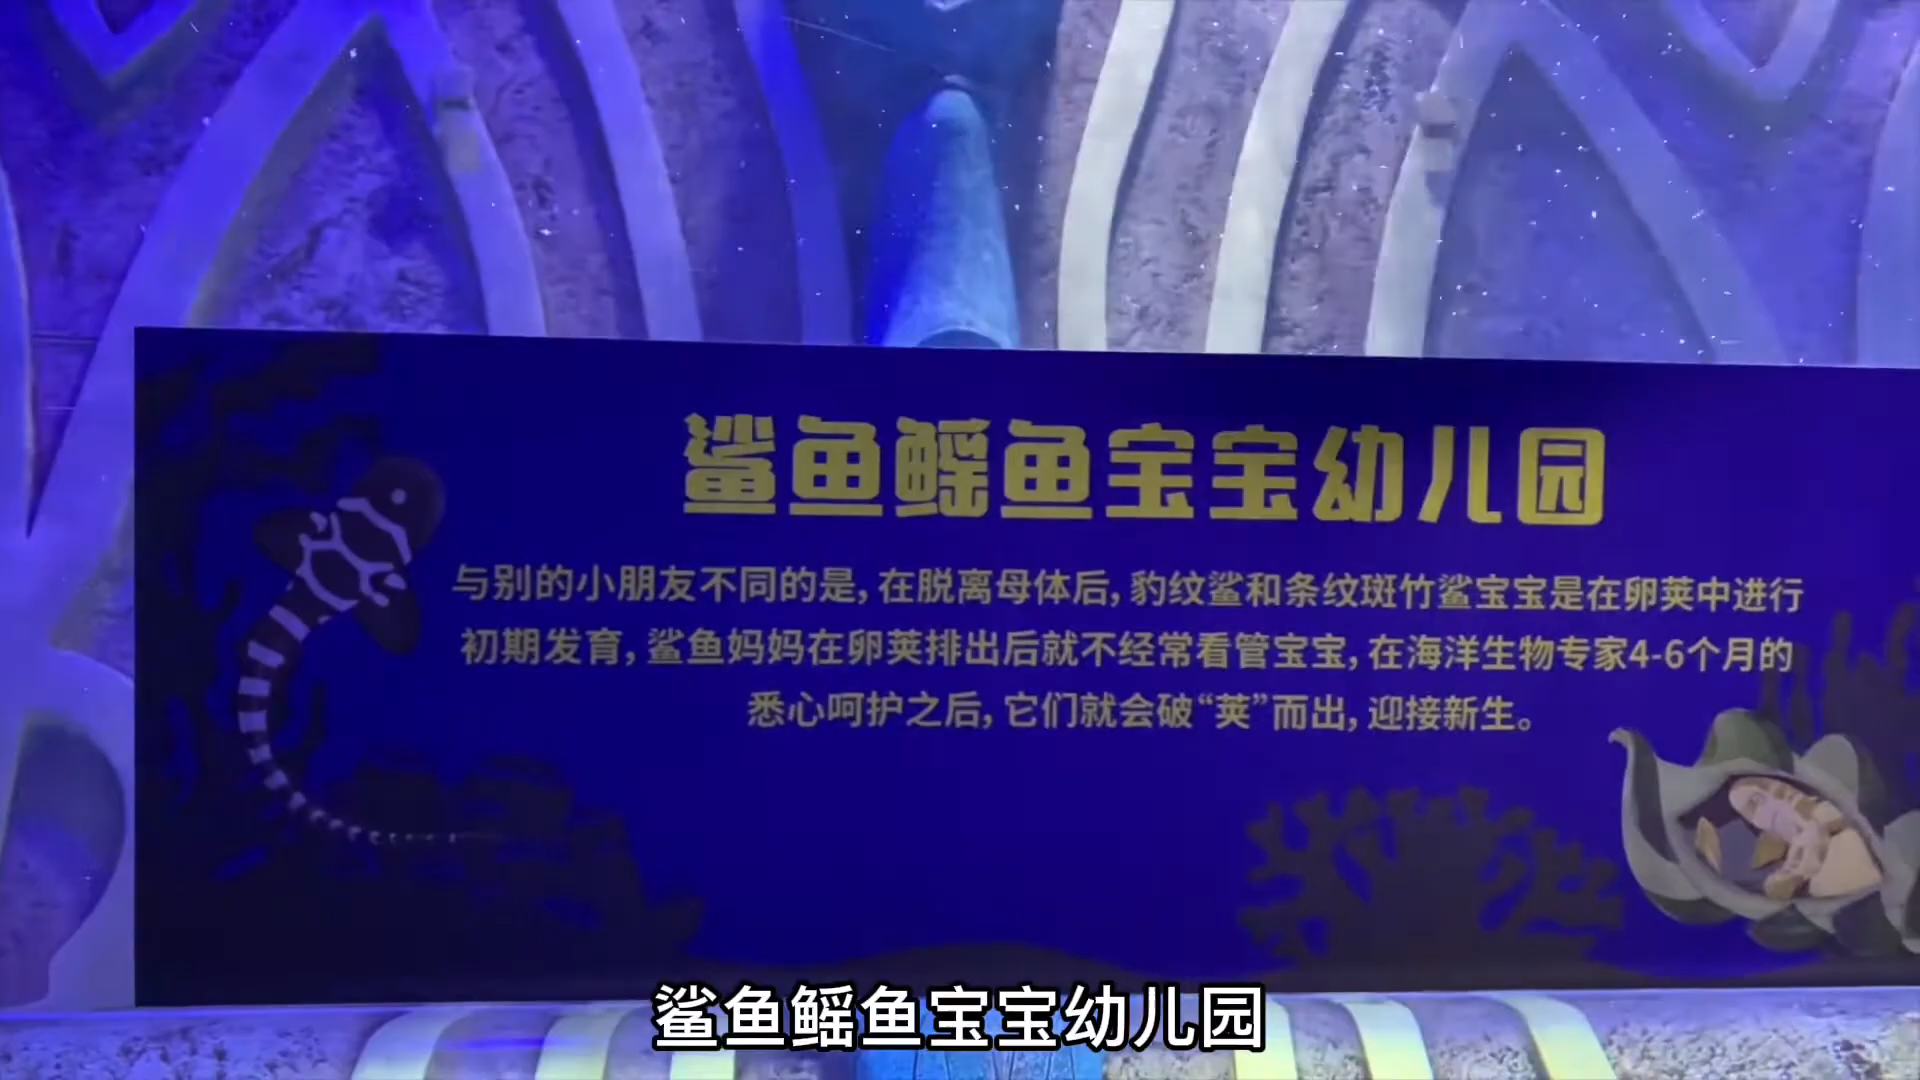 鲨鱼鳐鱼宝宝幼儿园
与别的小朋友不同的是，在脱离母体后，豹纹鲨和条纹斑竹鲨宝宝是在卵荚中进行
初期发育，鲨鱼妈妈在卵荚排出后就不经常看管宝宝，在海洋生物专家4-6个月的
悉心呵护之后，它们就会破“荚”而出，迎接新生。
鲨鱼鳐鱼宝宝幼儿园